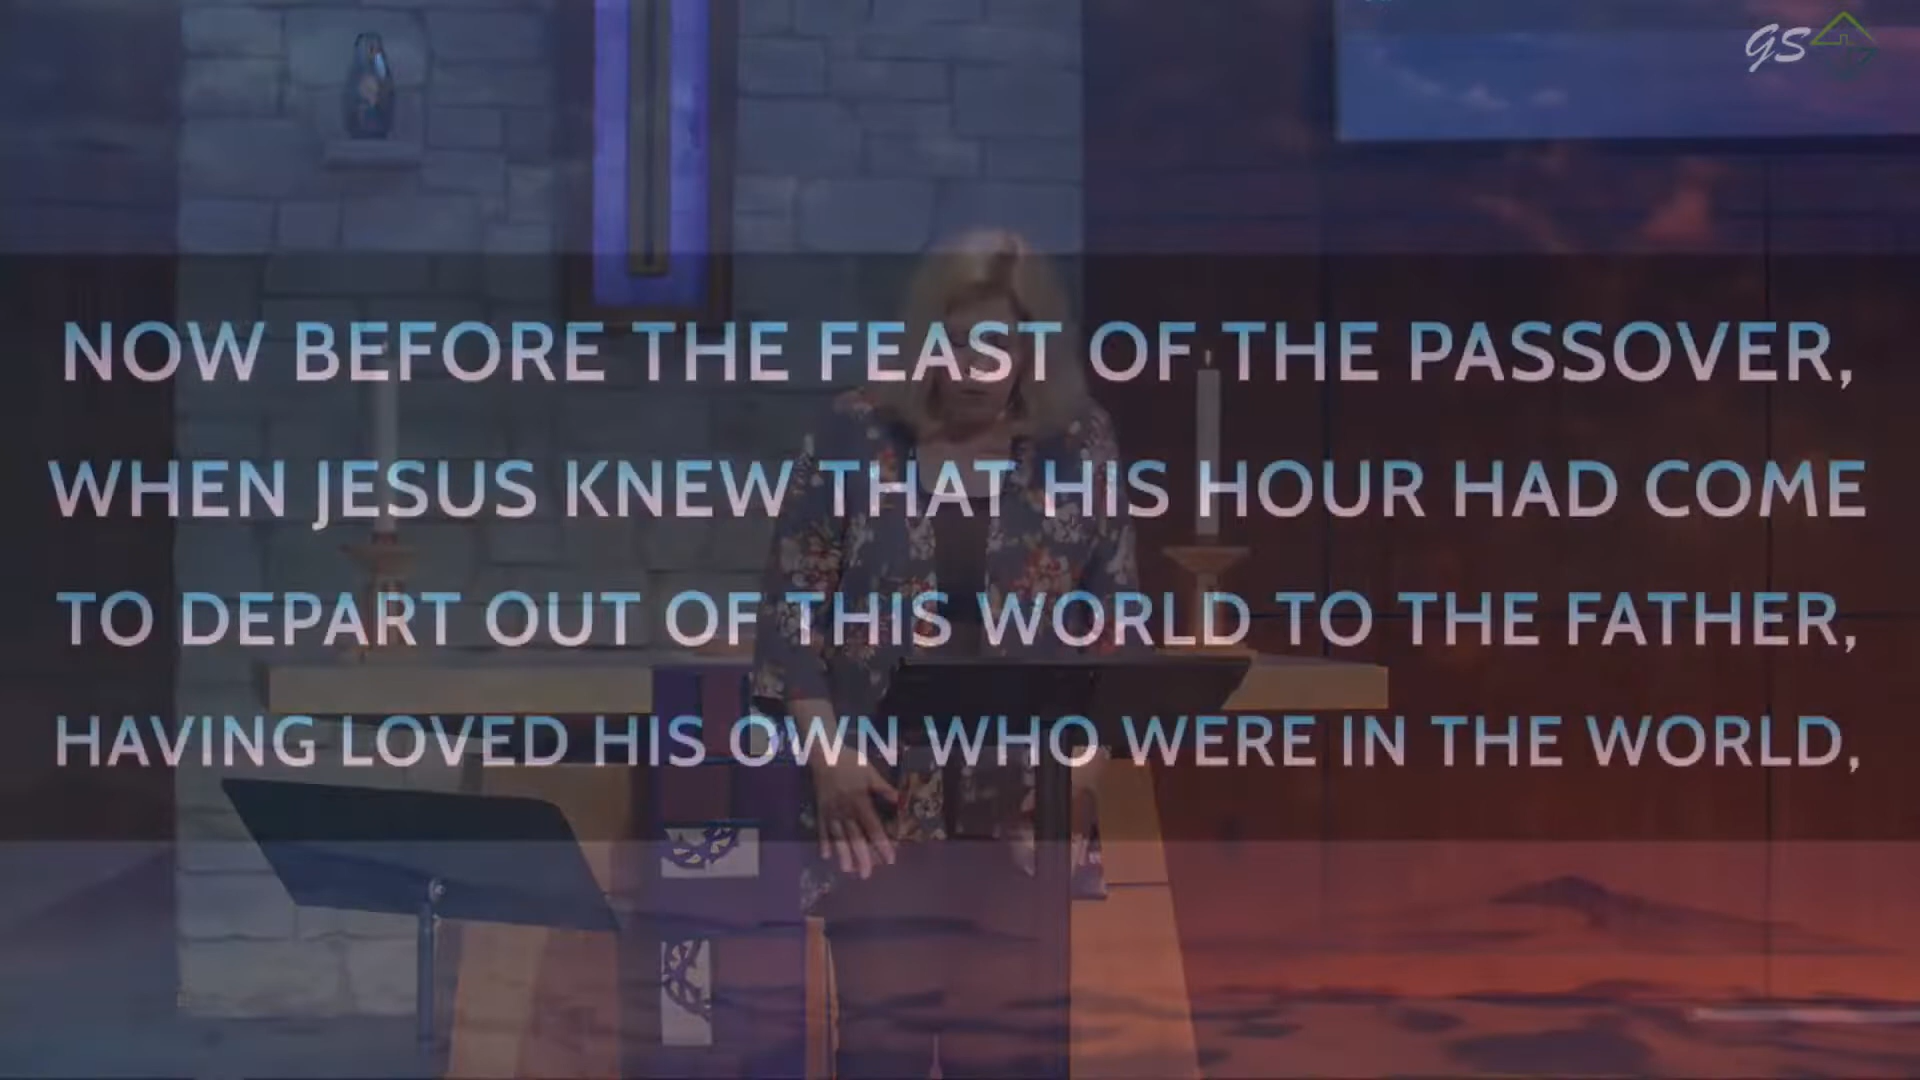 GS
NOW BEFORE THE FEAST OF THE PASSOVER,
WHEN JESUS KNEW THAT HIS HOUR HAD COME
TO DEPART OUT OF THIS WORLD TO THE FATHER,
HAVING LOVED HIS OWN WHO WERE IN THE WORLD,